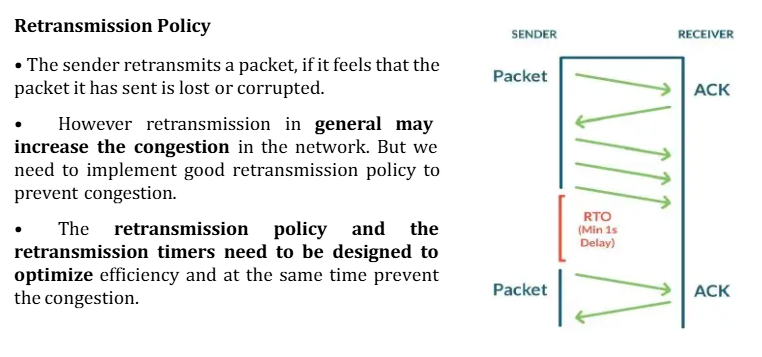 Retransmission Policy
• The sender retransmits a packet, if it feels that the
packet it has sent is lost or corrupted.
• However retransmission in general may
increase the congestion in the network. But we
need to implement good retransmission policy to
prevent congestion.
• The retransmission policy and the
retransmission timers need to be designed to
optimize efficiency and at the same time prevent
the congestion.
SENDER
RECEIVER
Packet
ACK
RTO
(Min 1s
Delay)
Packet
ACK